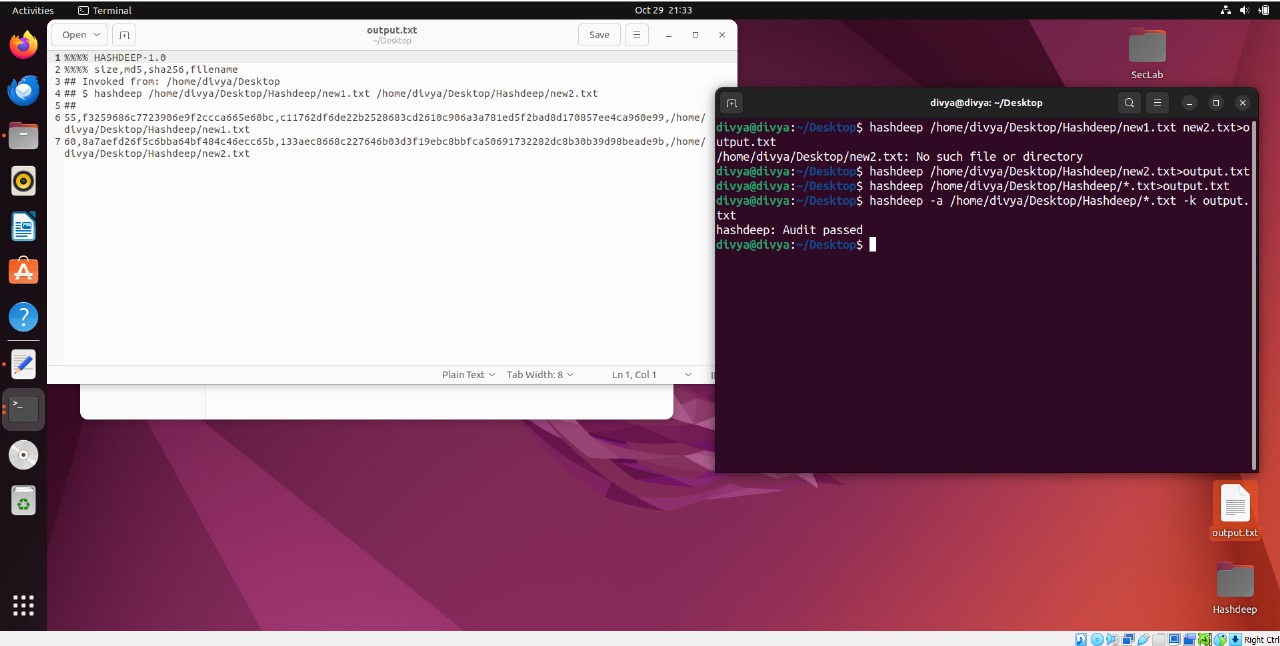 Activities Terminal Oct 29 21:33
Open output.txt Save
~/Desktop
1 %%%% HASHDEEP-1.0
2 %%%% size,md5,sha256,filename
3 ## Invoked from: /home/divya/Desktop
4 ## $ hashdeep /home/divya/Desktop/Hashdeep/new1.txt /home/divya/Desktop/Hashdeep/new2.txt
5 ##
6 55,f3259686c7723906e9f2ccca665e60bc,c11762df6de22b2528683cd2610c906a3a781ed5f2bad8d170857ee4ca960e99,/home/
divya/Desktop/Hashdeep/new1.txt
7 60,8a7aefd26f5c6bba64bf484c46ecc65b,133aec8668c227646b03d3f19ebc8bbfca50691732282dc8b30b39d98beade9b,/home/
divya/Desktop/Hashdeep/new2.txt
Plain Text Tab Width: 8 Ln 1, Col 1
SecLab
divya@divya: ~/Desktop
divya@divya:~/Desktop$ hashdeep /home/divya/Desktop/Hashdeep/new1.txt new2.txt>o
utput.txt
/home/divya/Desktop/new2.txt: No such file or directory
divya@divya:~/Desktop$ hashdeep /home/divya/Desktop/Hashdeep/new2.txt>output.txt
divya@divya:~/Desktop$ hashdeep /home/divya/Desktop/Hashdeep/*.txt>output.txt
divya@divya:~/Desktop$ hashdeep -a /home/divya/Desktop/Hashdeep/*.txt -k output.
txt
hashdeep: Audit passed
divya@divya:~/Desktop$
output.txt
Hashdeep
Right Ctrl